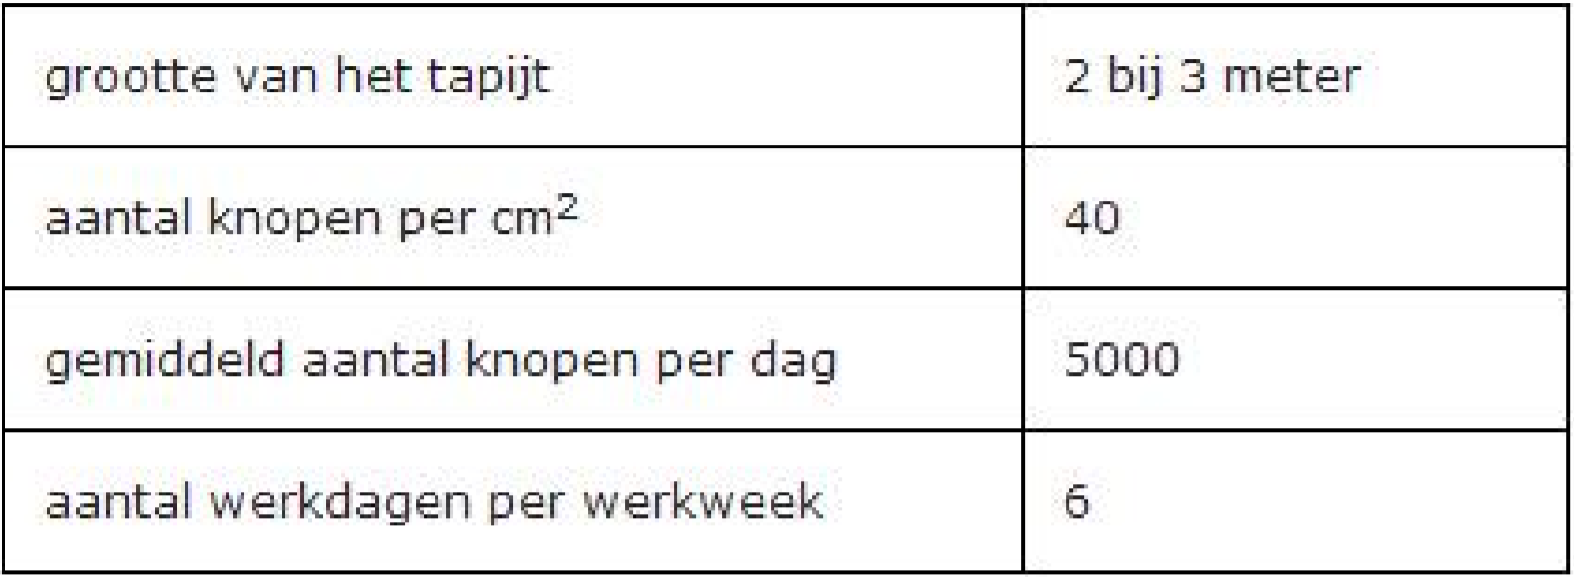 grootte van het tapijt 2 bij 3 meter
aantal knopen per cm² 40
gemiddeld aantal knopen per dag 5000
aantal werkdagen per werkweek 6